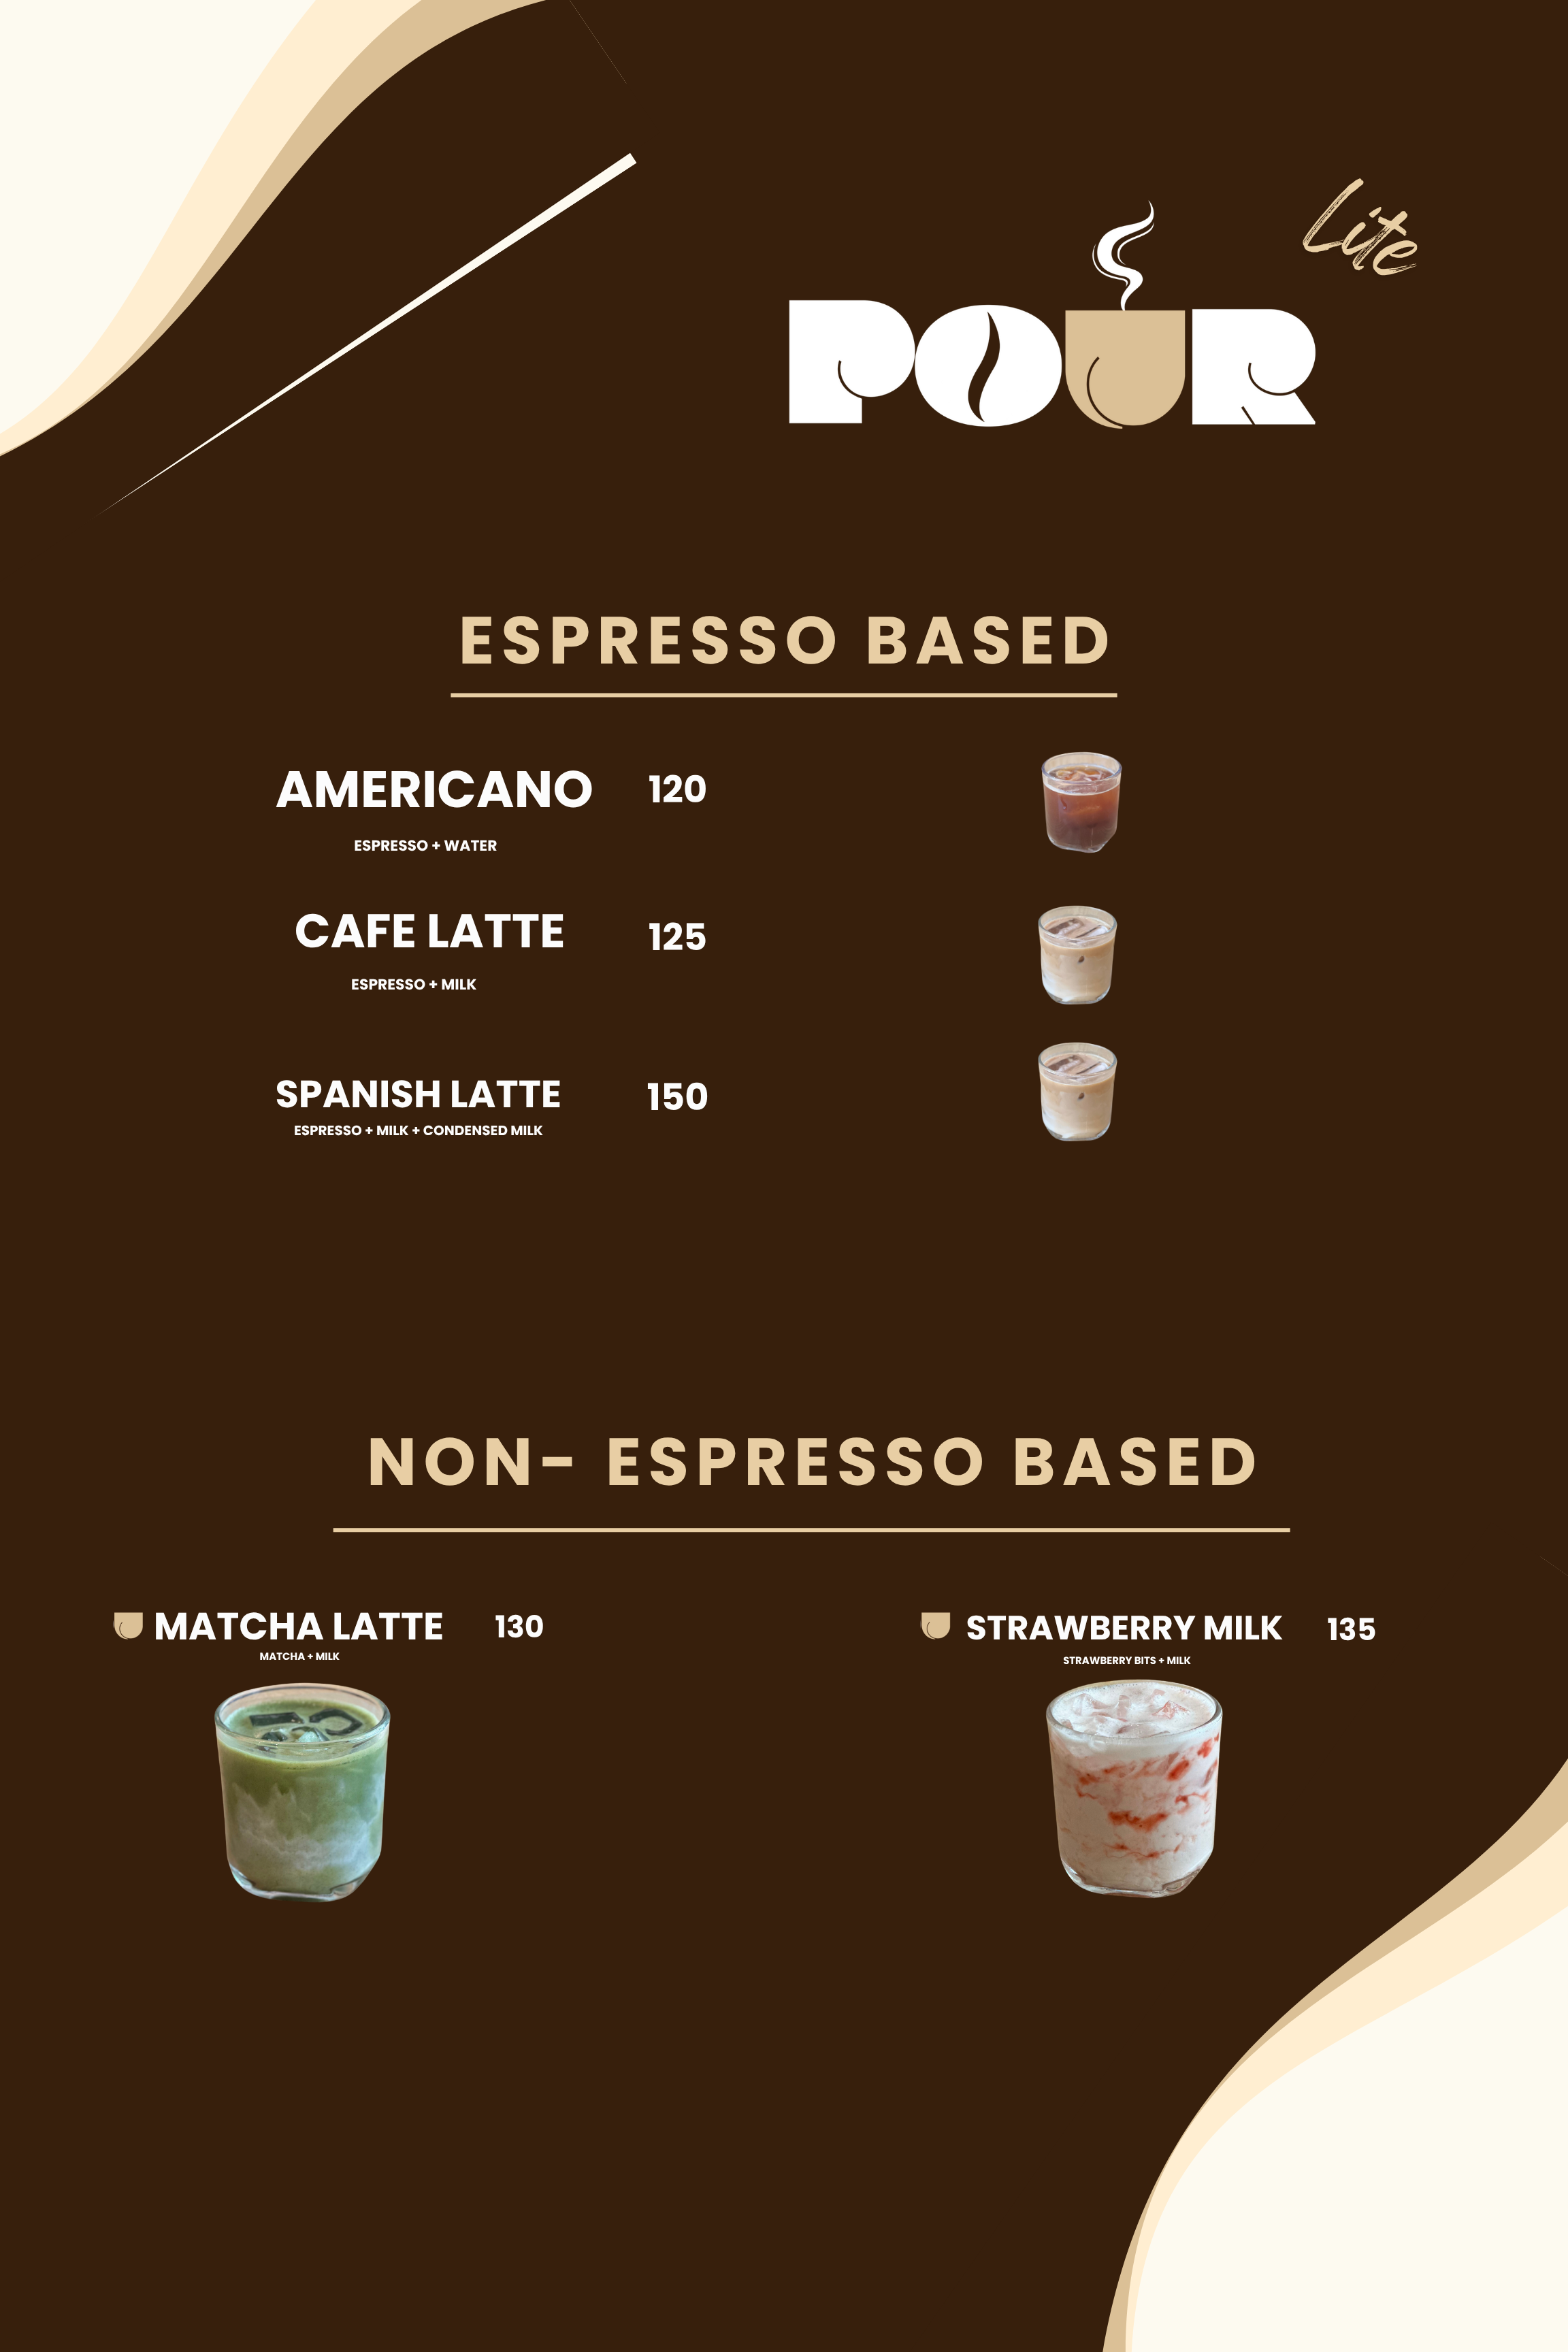 Lite
POUR
ESPRESSO BASED
AMERICANO 120
ESPRESSO + WATER
CAFE LATTE 125
ESPRESSO + MILK
SPANISH LATTE 150
ESPRESSO + MILK + CONDENSED MILK
NON- ESPRESSO BASED
MATCHA LATTE 130
MATCHA + MILK
STRAWBERRY MILK 135
STRAWBERRY BITS + MILK